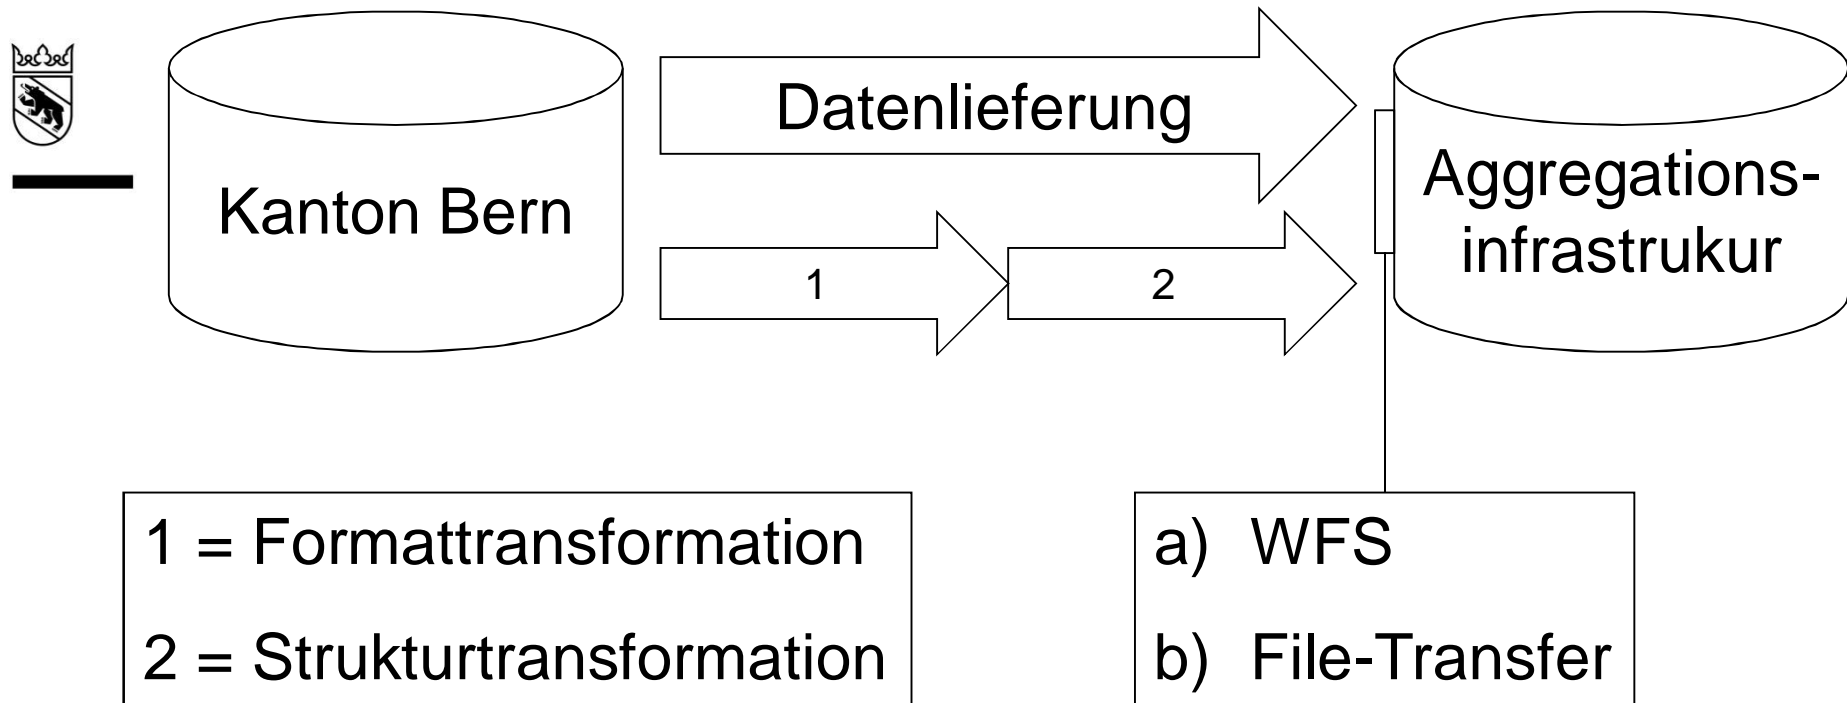 Datenlieferung
Kanton Bern
Aggregations-
infrastrukur
1
2
1 = Formattransformation
2 = Strukturtransformation
a) WFS
b) File-Transfer